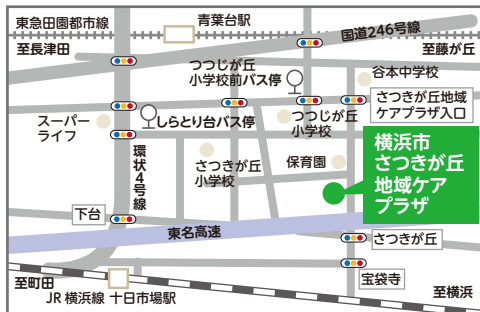 東急田園都市線
青葉台駅
国道246号線
至長津田
至藤が丘
つつじが丘
小学校前バス停
谷本中学校
さつきが丘地域
ケアプラザ入口
スーパー
ライフ
しらとり台バス停
つつじが丘
小学校
環状4号線
さつきが丘
小学校
保育園
横浜市
さつきが丘
地域ケア
プラザ
下台
東名高速
さつきが丘
至町田
宝袋寺
JR 横浜線 十日市場駅
至横浜